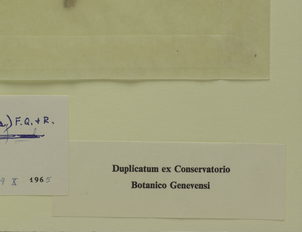 ) F. Q. & R.
X 1965
Duplicatum ex Conservatorio
Botanico Genevensi